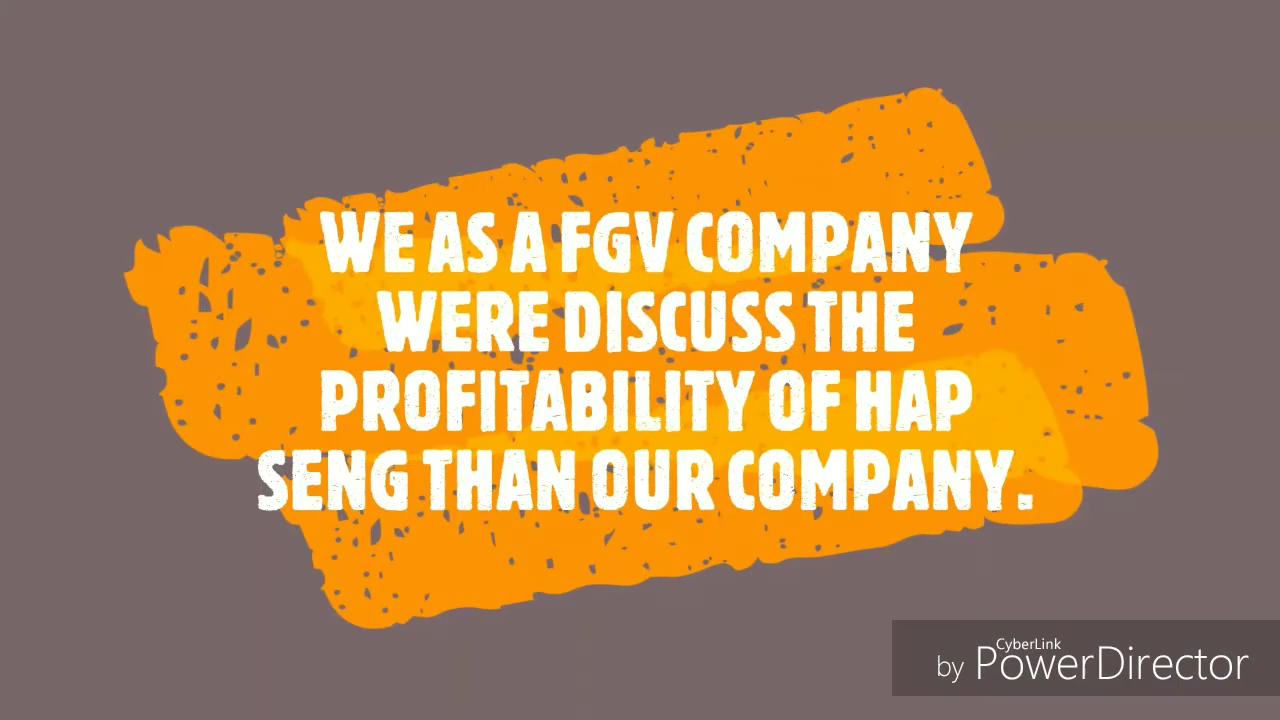 WE AS A FGV COMPANY
WERE DISCUSS THE
PROFITABILITY OF HAP
SENG THAN OUR COMPANY.
CyberLink
by PowerDirector